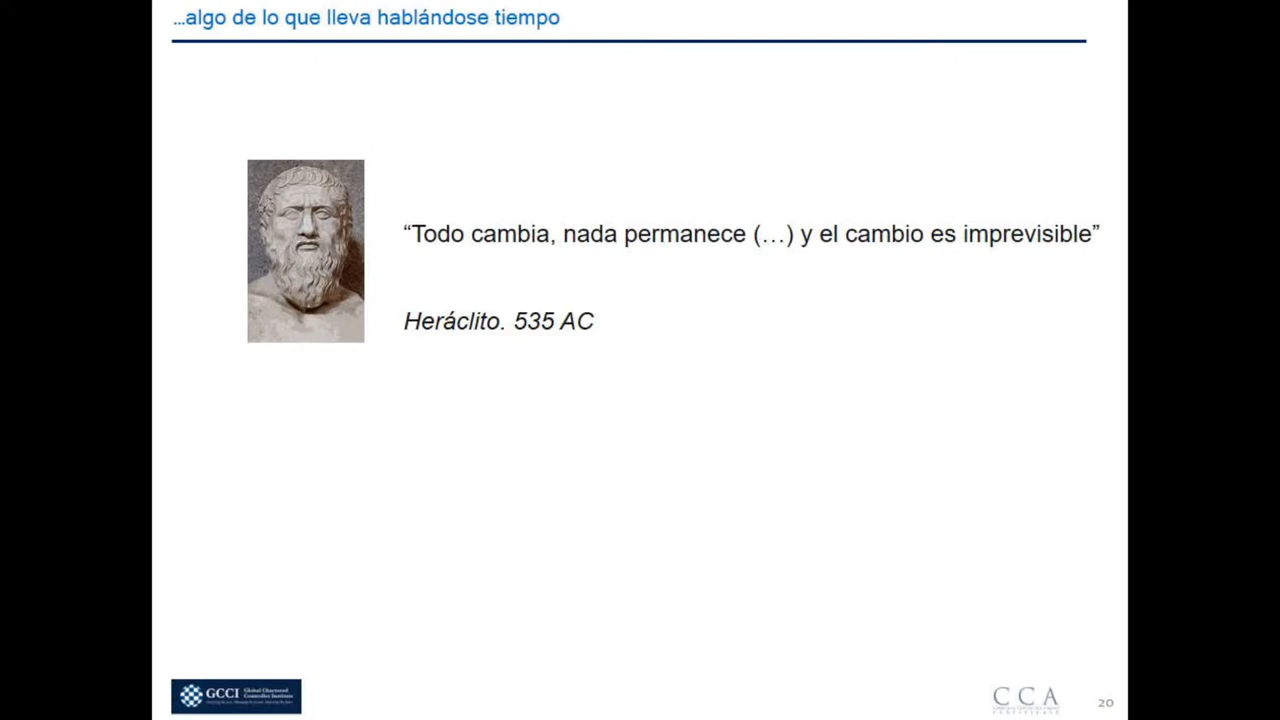 …algo de lo que lleva hablándose tiempo
“Todo cambia, nada permanece (…) y el cambio es imprevisible”
Heráclito. 535 AC
GCCI Global Chartered
Controller Institute
CCA
20